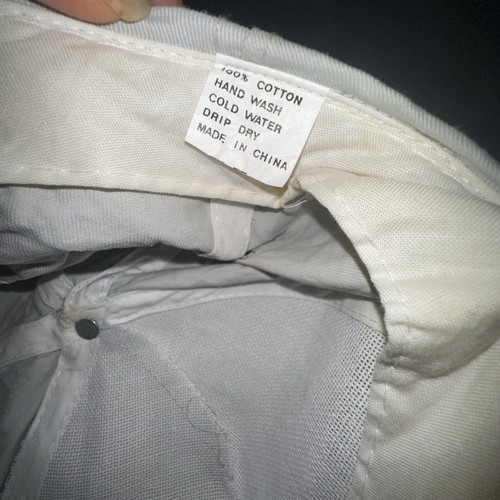 100% COTTON
HAND WASH
COLD WATER
DRIP DRY
MADE IN CHINA